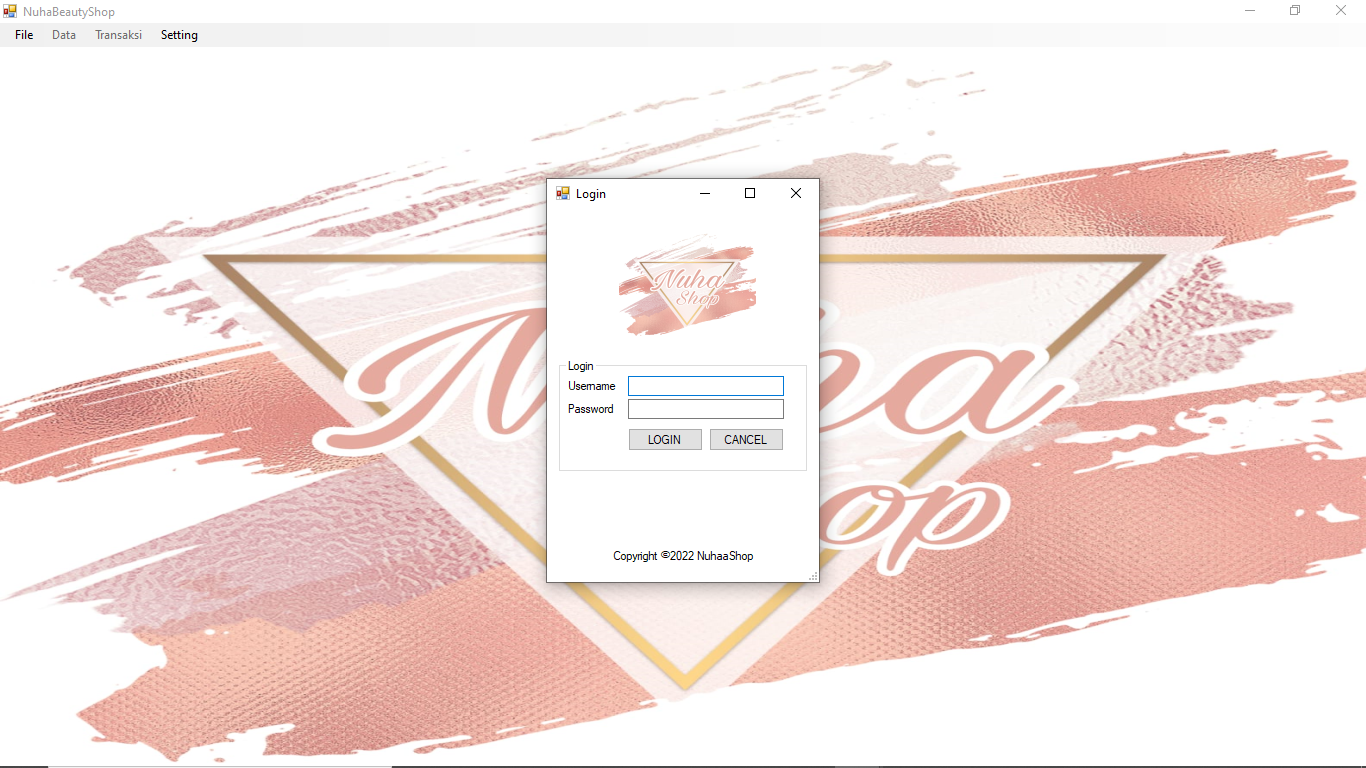 NuhaBeautyShop
File Data Transaksi Setting
Login
Nuha
Shop
Login
Username
Password
LOGIN CANCEL
Copyright ©2022 NuhaaShop